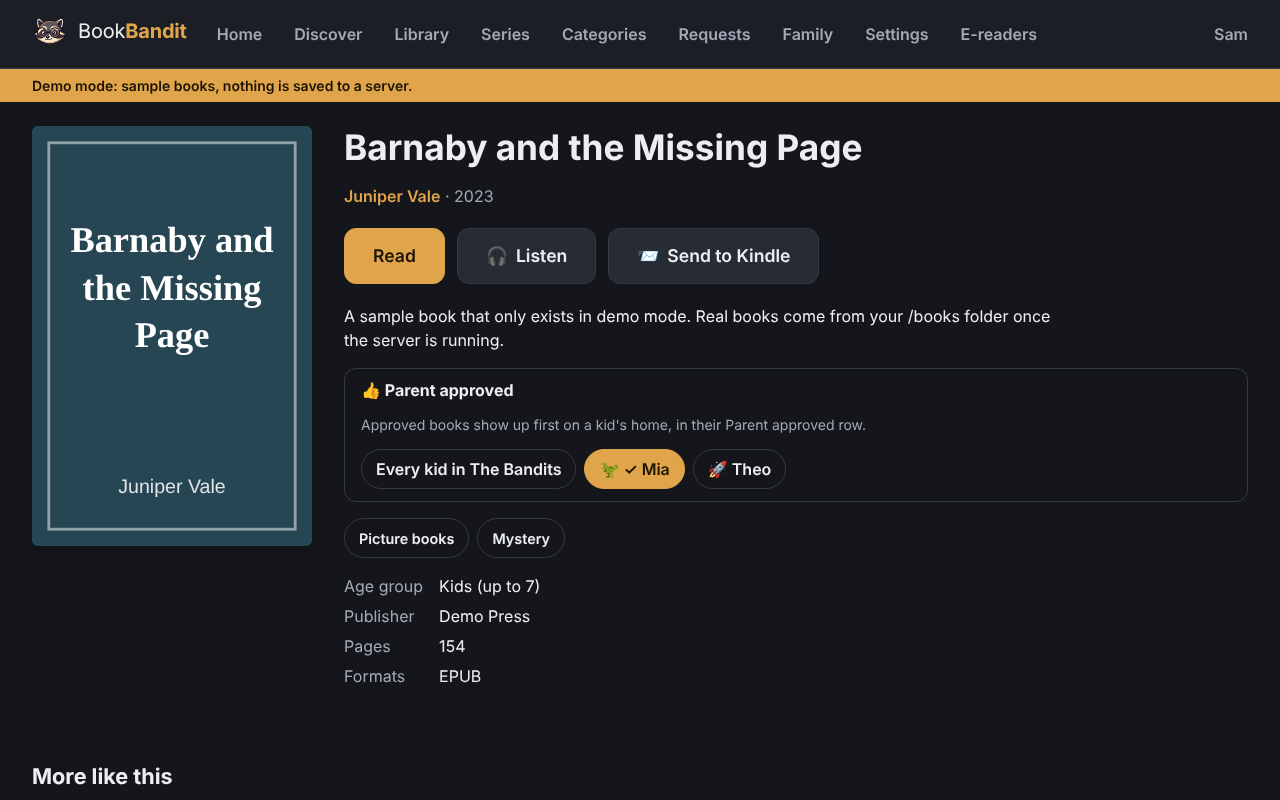 BookBandit
Home Discover Library Series Categories Requests Family Settings E-readers Sam
Demo mode: sample books, nothing is saved to a server.
Barnaby and
the Missing
Page
Juniper Vale
Barnaby and the Missing Page
Juniper Vale · 2023
Read
🎧 Listen
📨 Send to Kindle
A sample book that only exists in demo mode. Real books come from your /books folder once
the server is running.
👍 Parent approved
Approved books show up first on a kid's home, in their Parent approved row.
Every kid in The Bandits
🦖 ✓ Mia
🚀 Theo
Picture books
Mystery
Age group Kids (up to 7)
Publisher Demo Press
Pages 154
Formats EPUB
More like this